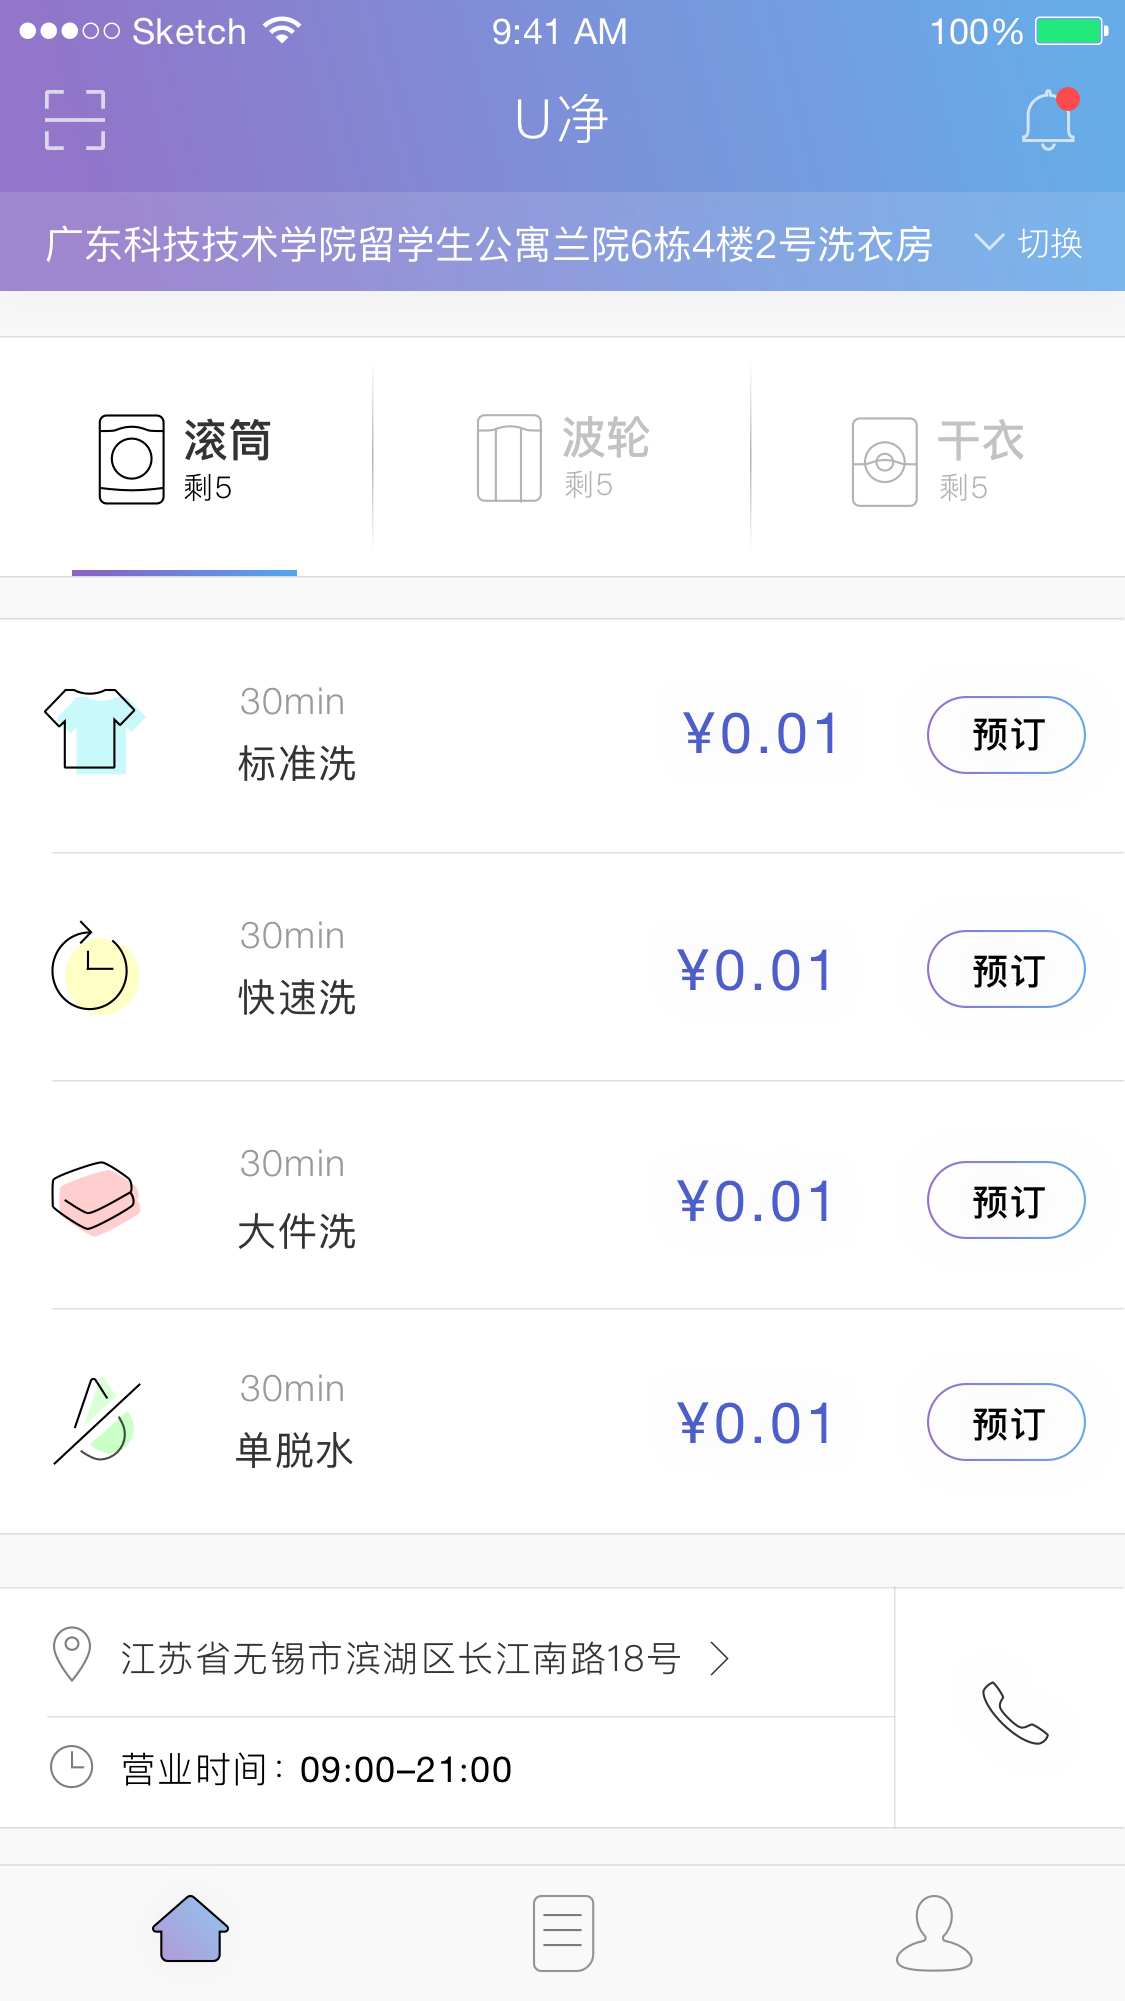 Sketch 9:41 AM 100%
U净
广东科技技术学院留学生公寓兰院6栋4楼2号洗衣房 切换
滚筒 波轮 干衣
剩5 剩5 剩5
30min
标准洗 ¥0.01 预订
30min
快速洗 ¥0.01 预订
30min
大件洗 ¥0.01 预订
30min
单脱水 ¥0.01 预订
江苏省无锡市滨湖区长江南路18号
营业时间：09:00–21:00